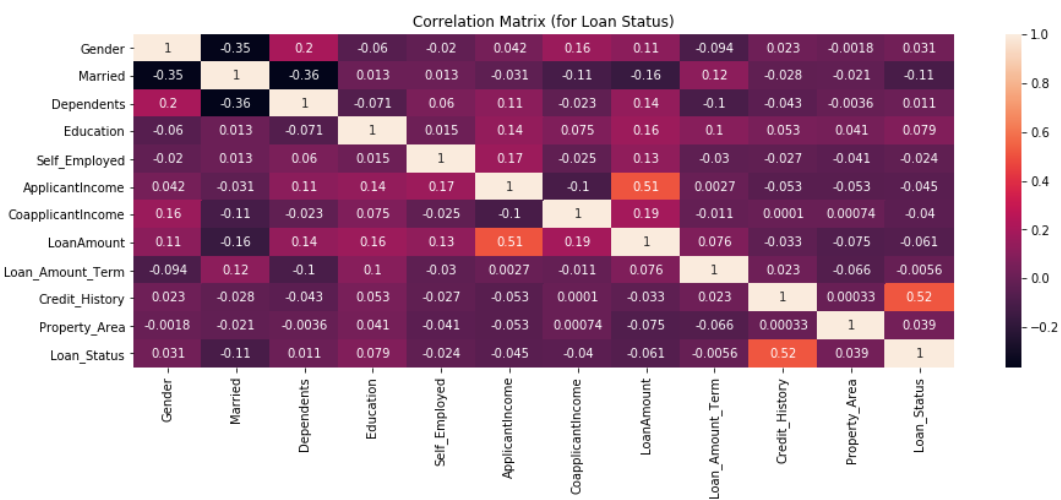 Correlation Matrix (for Loan Status)
Gender 1 -0.35 0.2 -0.06 -0.02 0.042 0.16 0.11 -0.094 0.023 -0.0018 0.031
Married -0.35 1 -0.36 0.013 0.013 -0.031 -0.11 -0.16 0.12 -0.028 -0.021 -0.11
Dependents 0.2 -0.36 1 -0.071 0.06 0.11 -0.023 0.14 -0.1 -0.043 -0.0036 0.011
Education -0.06 0.013 -0.071 1 0.015 0.14 0.075 0.16 0.1 0.053 0.041 0.079
Self_Employed -0.02 0.013 0.06 0.015 1 0.17 -0.025 0.13 -0.03 -0.027 -0.041 -0.024
ApplicantIncome 0.042 -0.031 0.11 0.14 0.17 1 -0.1 0.51 0.0027 -0.053 -0.053 -0.045
CoapplicantIncome 0.16 -0.11 -0.023 0.075 -0.025 -0.1 1 0.19 -0.011 0.0001 0.00074 -0.04
LoanAmount 0.11 -0.16 0.14 0.16 0.13 0.51 0.19 1 0.076 -0.033 -0.075 -0.061
Loan_Amount_Term -0.094 0.12 -0.1 0.1 -0.03 0.0027 -0.011 0.076 1 0.023 -0.066 -0.0056
Credit_History 0.023 -0.028 -0.043 0.053 -0.027 -0.053 0.0001 -0.033 0.023 1 0.00033 0.52
Property_Area -0.0018 -0.021 -0.0036 0.041 -0.041 -0.053 0.00074 -0.075 -0.066 0.00033 1 0.039
Loan_Status 0.031 -0.11 0.011 0.079 -0.024 -0.045 -0.04 -0.061 -0.0056 0.52 0.039 1
Gender
Married
Dependents
Education
Self_Employed
ApplicantIncome
CoapplicantIncome
LoanAmount
Loan_Amount_Term
Credit_History
Property_Area
Loan_Status
1.0
0.8
0.6
0.4
0.2
0.0
−0.2